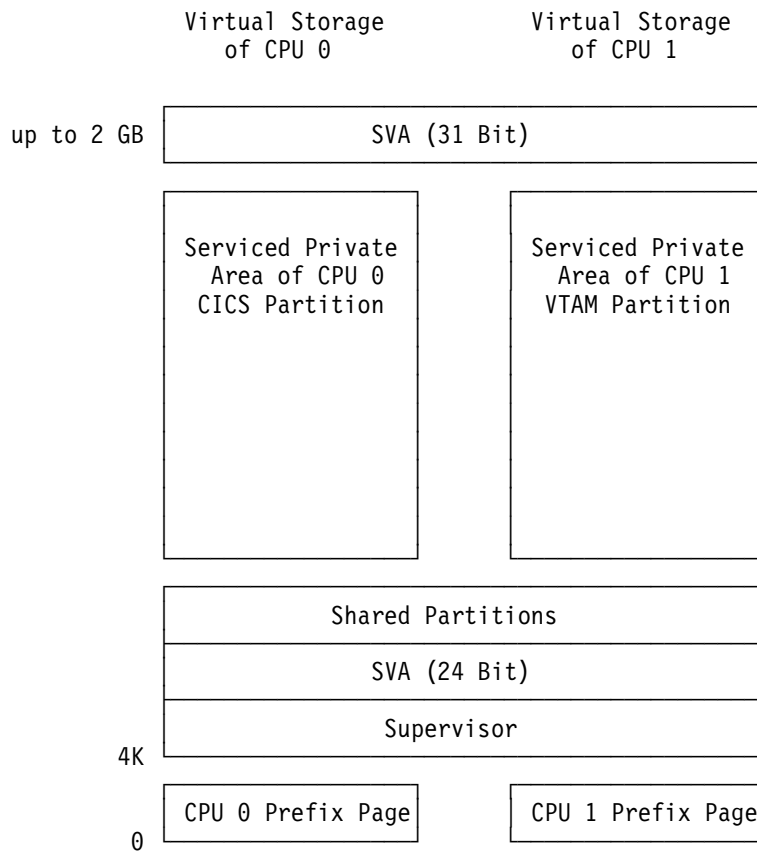 Virtual Storage Virtual Storage
of CPU 0 of CPU 1
up to 2 GB SVA (31 Bit)
Serviced Private Serviced Private
Area of CPU 0 Area of CPU 1
CICS Partition VTAM Partition
Shared Partitions
SVA (24 Bit)
Supervisor
4K
CPU 0 Prefix Page CPU 1 Prefix Page
0